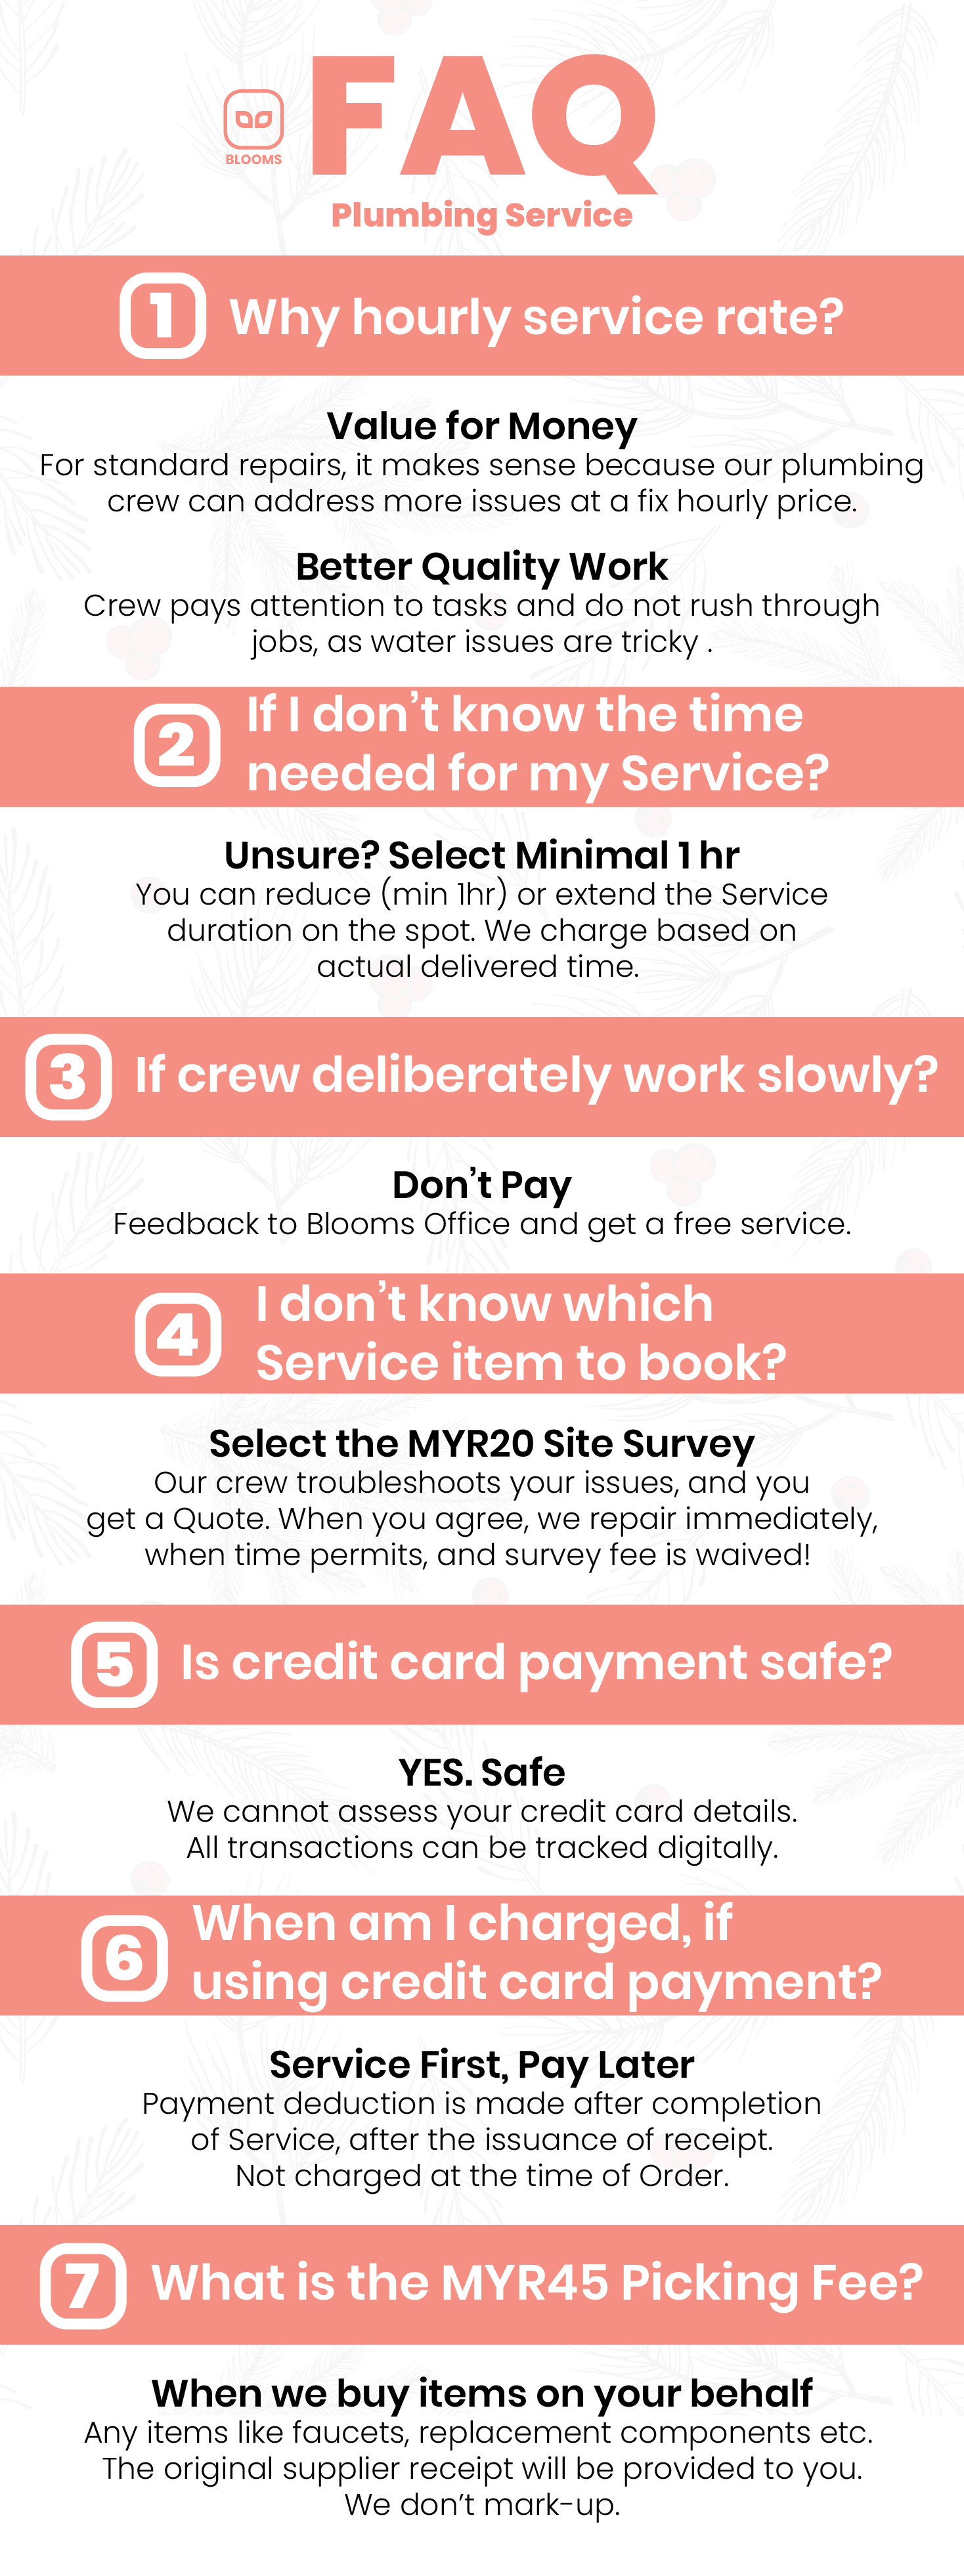 BLOOMS
FAQ
Plumbing Service
1 Why hourly service rate?
Value for Money
For standard repairs, it makes sense because our plumbing
crew can address more issues at a fix hourly price.
Better Quality Work
Crew pays attention to tasks and do not rush through
jobs, as water issues are tricky .
2 If I don’t know the time
needed for my Service?
Unsure? Select Minimal 1 hr
You can reduce (min 1hr) or extend the Service
duration on the spot. We charge based on
actual delivered time.
3 If crew deliberately work slowly?
Don’t Pay
Feedback to Blooms Office and get a free service.
4 I don’t know which
Service item to book?
Select the MYR20 Site Survey
Our crew troubleshoots your issues, and you
get a Quote. When you agree, we repair immediately,
when time permits, and survey fee is waived!
5 Is credit card payment safe?
YES. Safe
We cannot assess your credit card details.
All transactions can be tracked digitally.
6 When am I charged, if
using credit card payment?
Service First, Pay Later
Payment deduction is made after completion
of Service, after the issuance of receipt.
Not charged at the time of Order.
7 What is the MYR45 Picking Fee?
When we buy items on your behalf
Any items like faucets, replacement components etc.
The original supplier receipt will be provided to you.
We don’t mark-up.